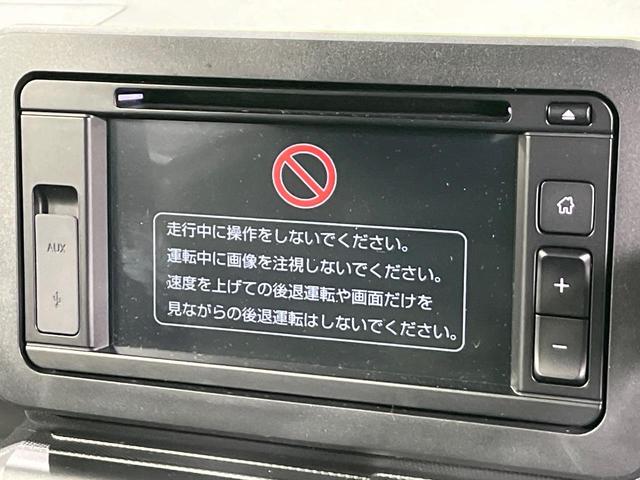 走行中に操作をしないでください。
運転中に画像を注視しないでください。
速度を上げての後退運転や画面だけを
見ながらの後退運転はしないでください。
AUX
+
−